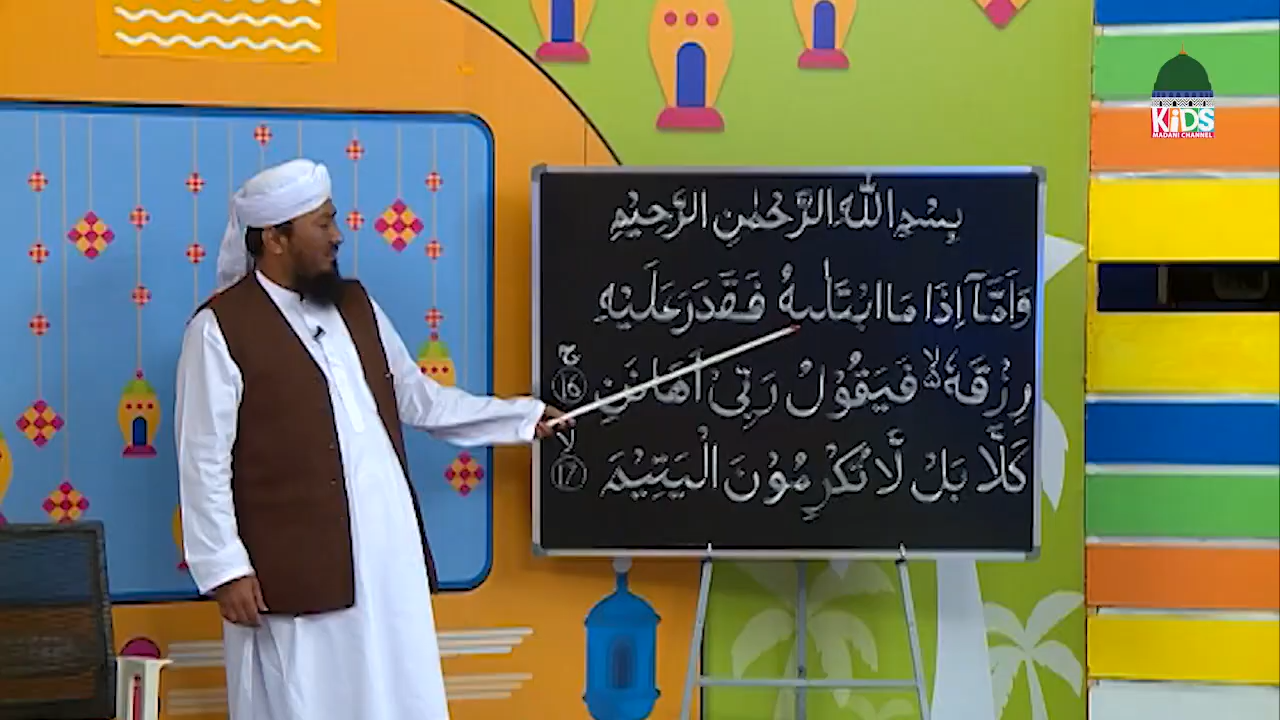 KiDS
MADANI CHANNEL
بِسْمِ اللّٰهِ الرَّحْمٰنِ الرَّحِيْمِ
وَاَمَّآ اِذَا مَا ابْتَلٰىهُ فَقَدَرَ عَلَيْهِ
رِزْقَهٗ ۙ فَيَقُوْلُ رَبِّىْۤ اَهَانَنِ ۚ 16
كَلَّا بَلْ لَّا تُكْرِمُوْنَ الْيَتِيْمَ ۙ 17